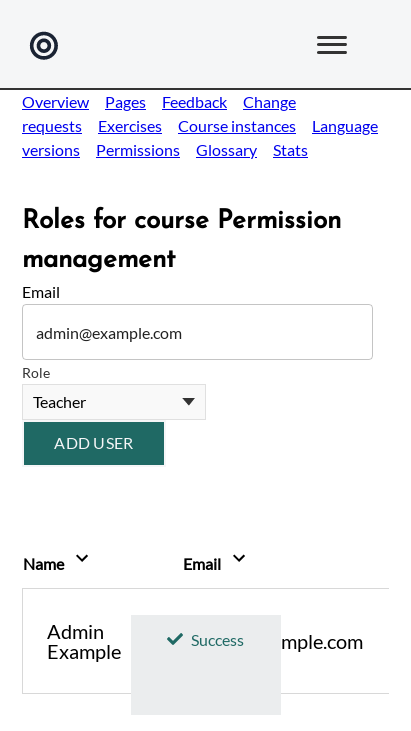 Overview Pages Feedback Change
requests Exercises Course instances Language
versions Permissions Glossary Stats
Roles for course Permission
management
Email
admin@example.com
Role
Teacher
ADD USER
Name Email
Admin
Example
mple.com
Success